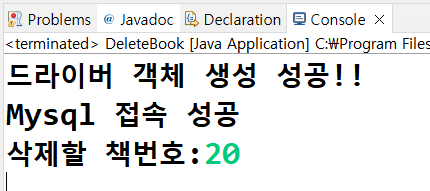 Problems @ Javadoc Declaration Console
<terminated> DeleteBook [Java Application] C:₩Program Files
드라이버 객체 생성 성공!!
Mysql 접속 성공
삭제할 책번호:20